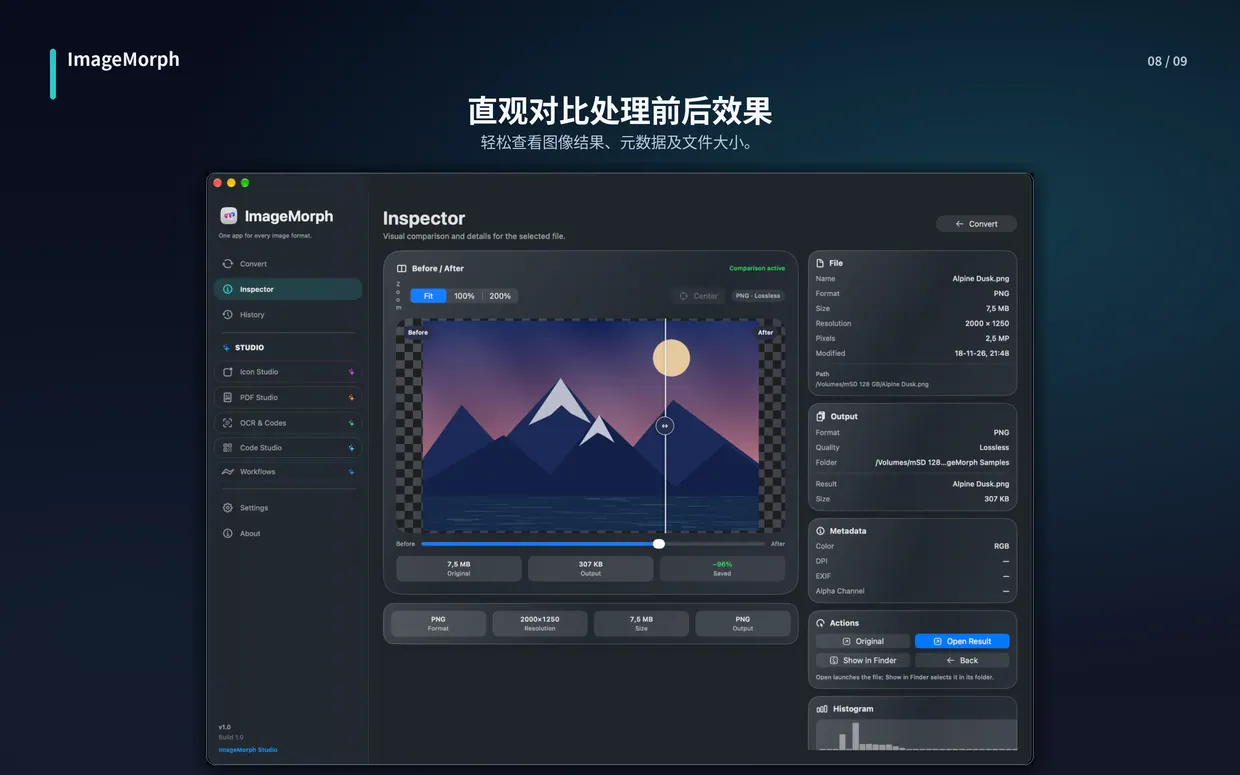 ImageMorph
08 / 09
直观对比处理前后效果
轻松查看图像结果、元数据及文件大小。
ImageMorph
One app for every image format.
Convert
Inspector
History
STUDIO
Icon Studio
PDF Studio
OCR & Codes
Code Studio
Workflows
Settings
About
v1.0
Build 1.0
ImageMorph Studio
Inspector
Visual comparison and details for the selected file.
← Convert
Before / After
Comparison active
Zoom
Fit
100%
200%
Center
PNG · Lossless
Before
After
Before
After
7,5 MB
Original
307 KB
Output
−96%
Saved
PNG
Format
2000×1250
Resolution
7,5 MB
Size
PNG
Output
File
Name Alpine Dusk.png
Format PNG
Size 7,5 MB
Resolution 2000 × 1250
Pixels 2,5 MP
Modified 18-11-26, 21:48
Path
/Volumes/mSD 128 GB/Alpine Dusk.png
Output
Format PNG
Quality Lossless
Folder /Volumes/mSD 128...geMorph Samples
Result Alpine Dusk.png
Size 307 KB
Metadata
Color RGB
DPI —
EXIF —
Alpha Channel —
Actions
Original
Open Result
Show in Finder
← Back
Open launches the file; Show in Finder selects it in its folder.
Histogram